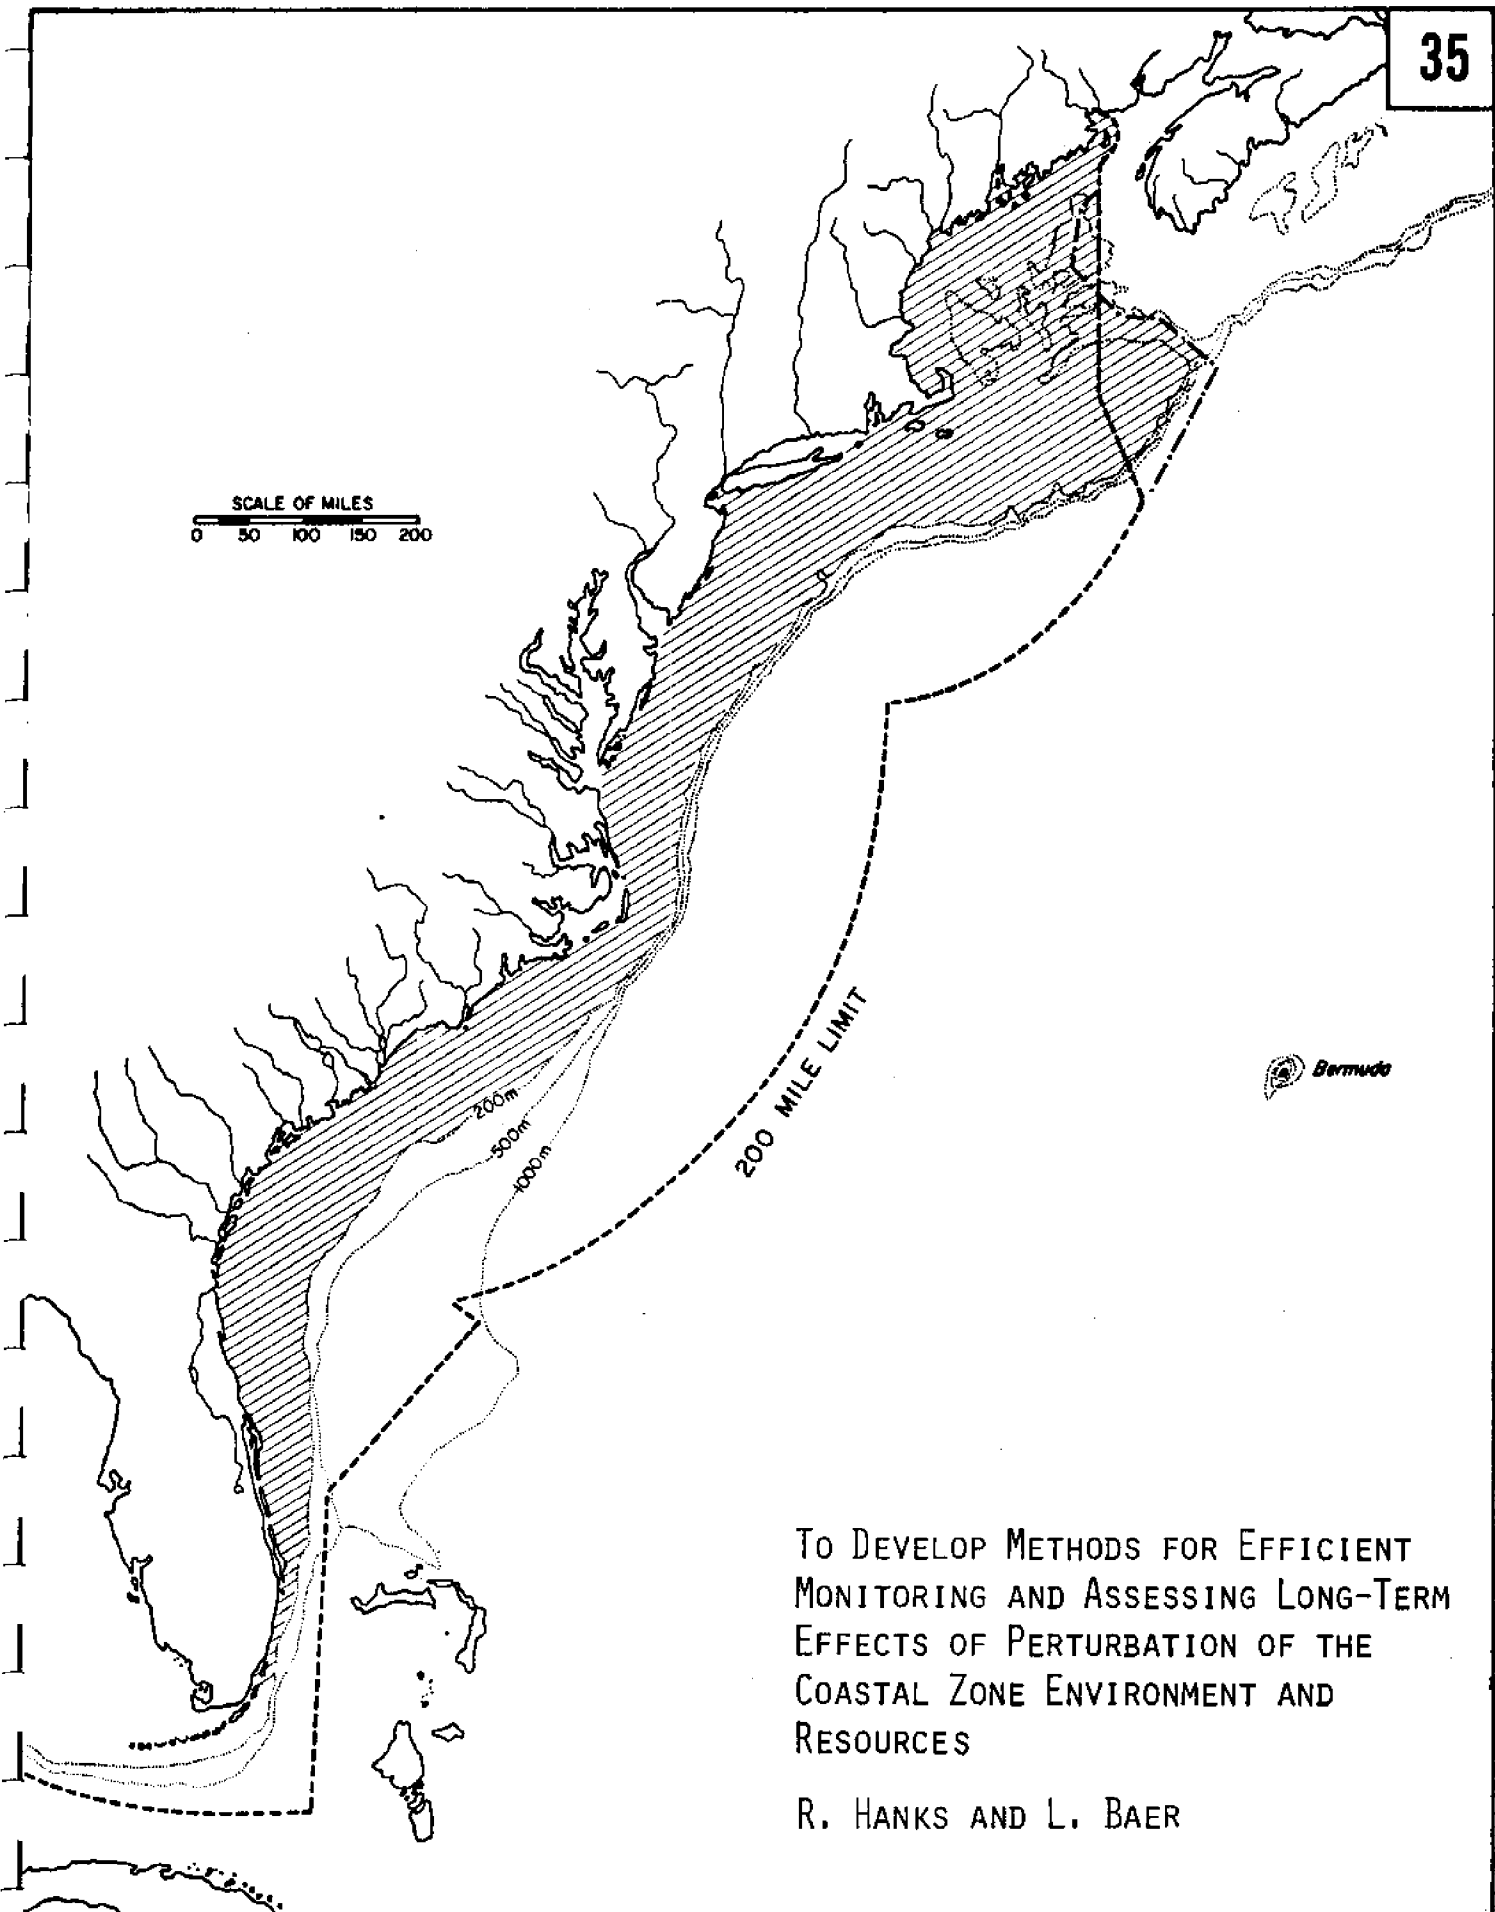 35
SCALE OF MILES
0 50 100 150 200
200 MILE LIMIT
Bermuda
200m
500m
1000m
TO DEVELOP METHODS FOR EFFICIENT
MONITORING AND ASSESSING LONG-TERM
EFFECTS OF PERTURBATION OF THE
COASTAL ZONE ENVIRONMENT AND
RESOURCES
R. HANKS AND L. BAER